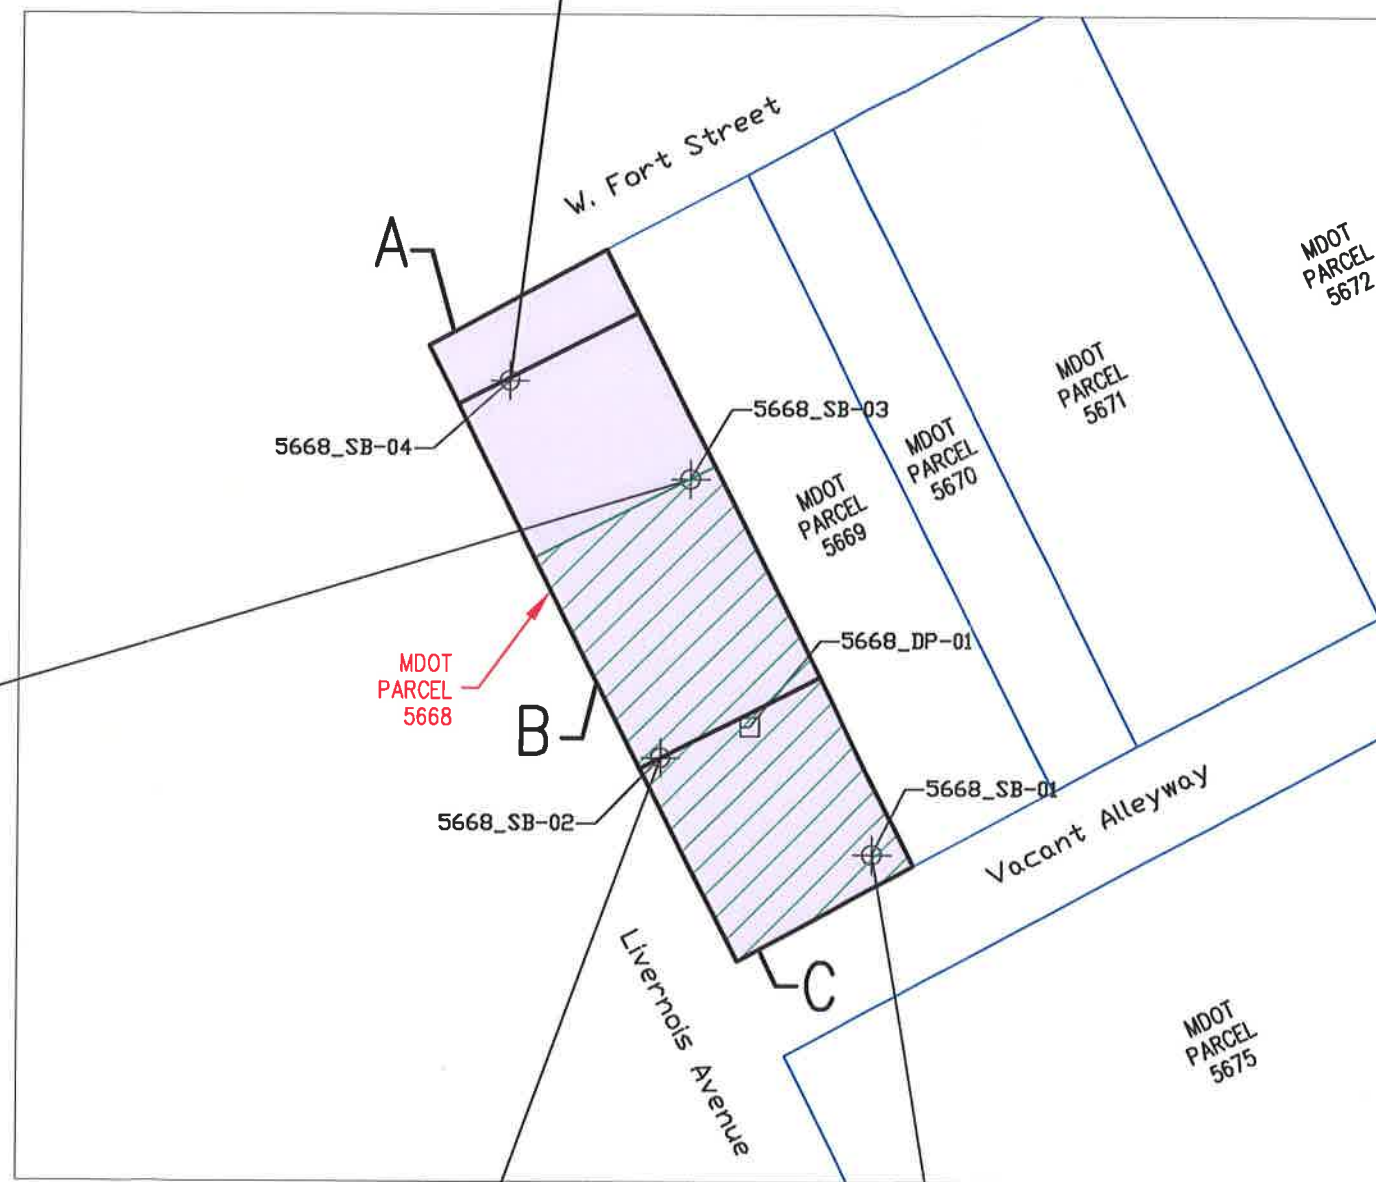 W. Fort Street
A
MDOT
PARCEL
5672
MDOT
PARCEL
5671
5668_SB-03
5668_SB-04
MDOT
PARCEL
5670
MDOT
PARCEL
5669
5668_DP-01
MDOT
PARCEL
5668
B
5668_SB-01
5668_SB-02
Vacant Alleyway
C
Livernois Avenue
MDOT
PARCEL
5675